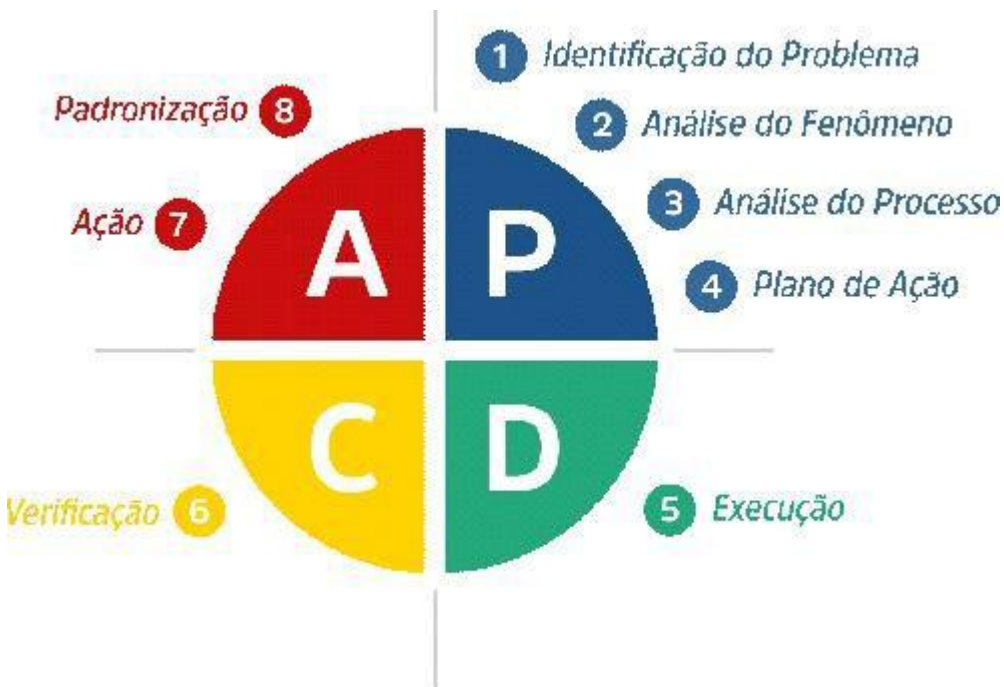 1 Identificação do Problema
2 Análise do Fenômeno
3 Análise do Processo
4 Plano de Ação
5 Execução
6 Verificação
7 Ação
8 Padronização
A P
C D